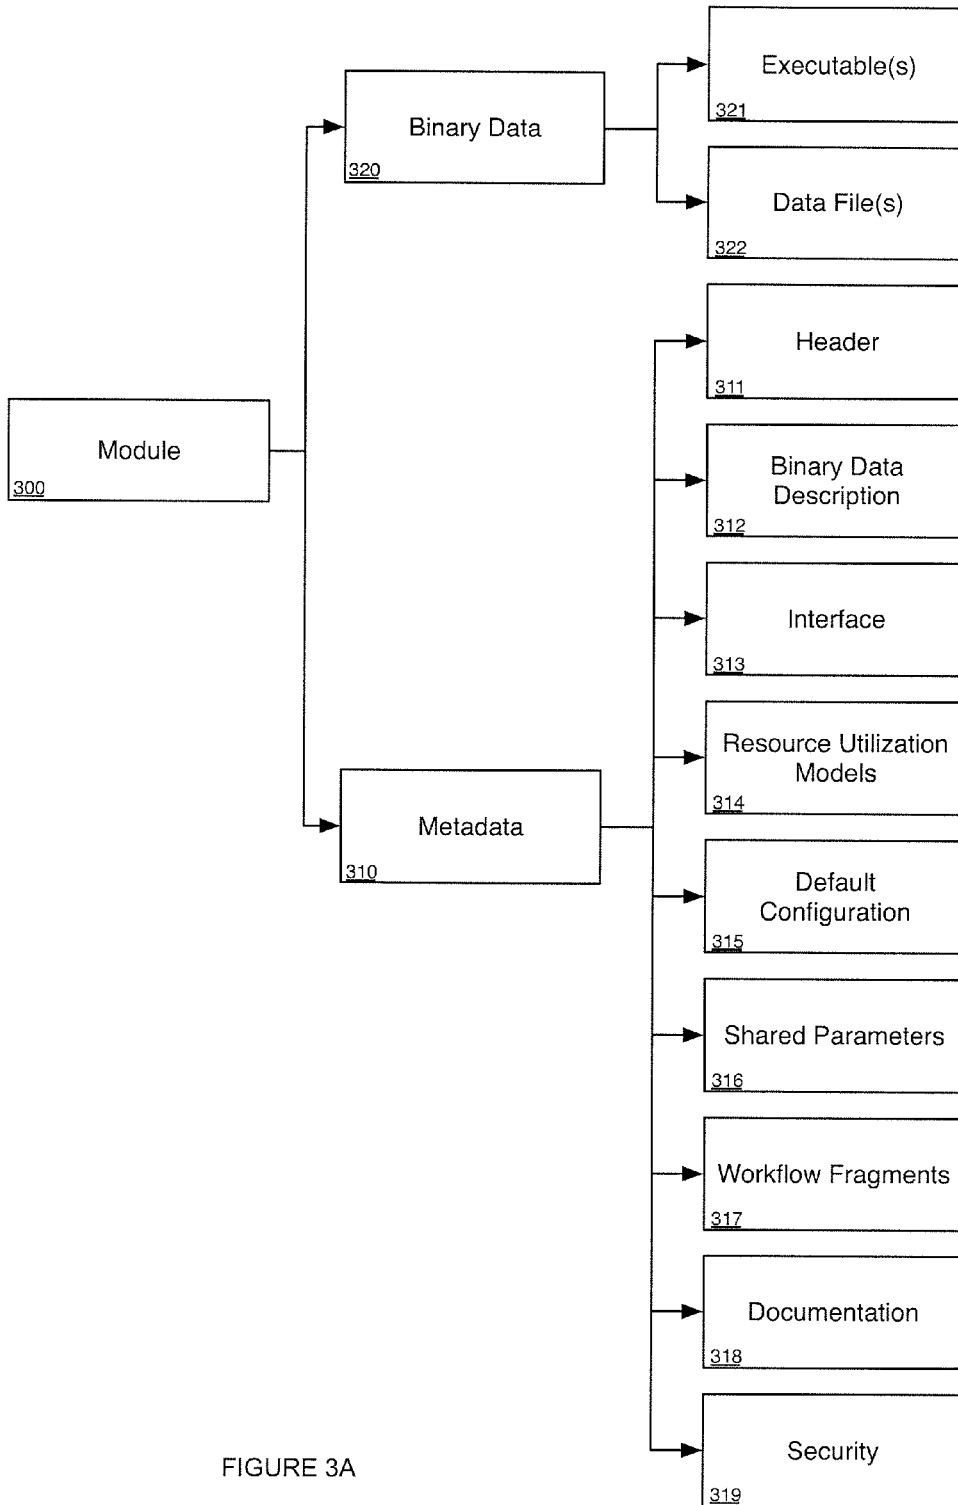 Executable(s)
321
Binary Data
320
Data File(s)
322
Header
311
Module
300
Binary Data
Description
312
Interface
313
Resource Utilization
Models
314
Metadata
310
Default
Configuration
315
Shared Parameters
316
Workflow Fragments
317
Documentation
318
Security
319
FIGURE 3A